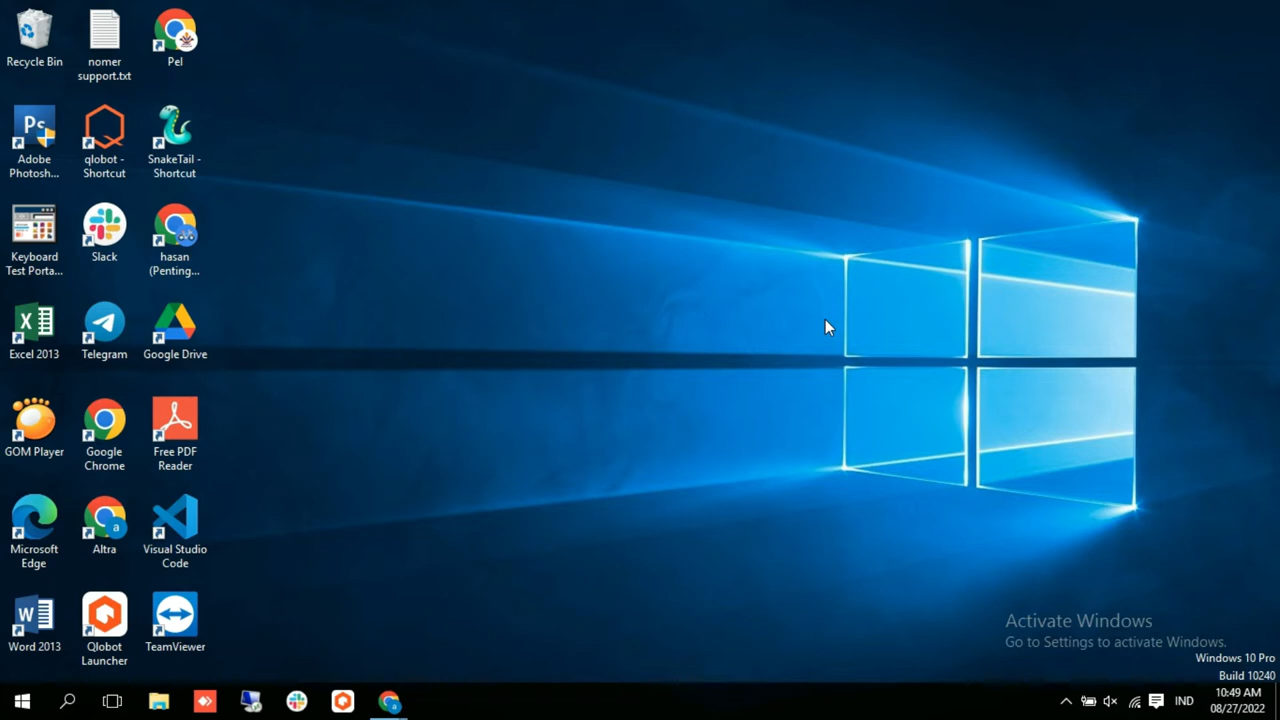 Recycle Bin
nomer
support.txt
Pel
Ps
Adobe
Photosh...
qlobot -
Shortcut
SnakeTail -
Shortcut
Keyboard
Test Porta...
Slack
hasan
(Penting...
X
Excel 2013
Telegram
Google Drive
GOM Player
Google
Chrome
Free PDF
Reader
Microsoft
Edge
a
Altra
Visual Studio
Code
W
Word 2013
Qlobot
Launcher
TeamViewer
Activate Windows
Go to Settings to activate Windows.
Windows 10 Pro
Build 10240
a
IND
10:49 AM
08/27/2022